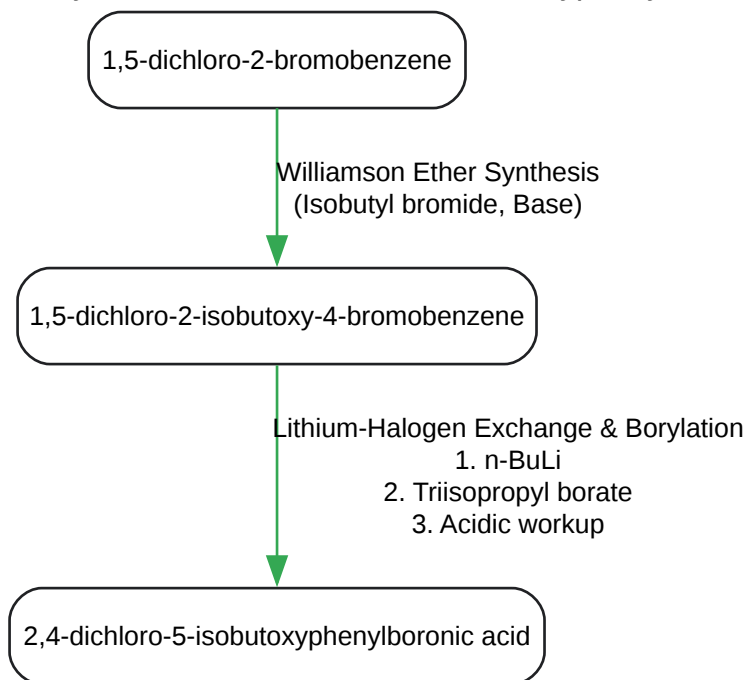 1,5-dichloro-2-bromobenzene
Williamson Ether Synthesis
(Isobutyl bromide, Base)
1,5-dichloro-2-isobutoxy-4-bromobenzene
Lithium-Halogen Exchange & Borylation
1. n-BuLi
2. Triisopropyl borate
3. Acidic workup
2,4-dichloro-5-isobutoxyphenylboronic acid